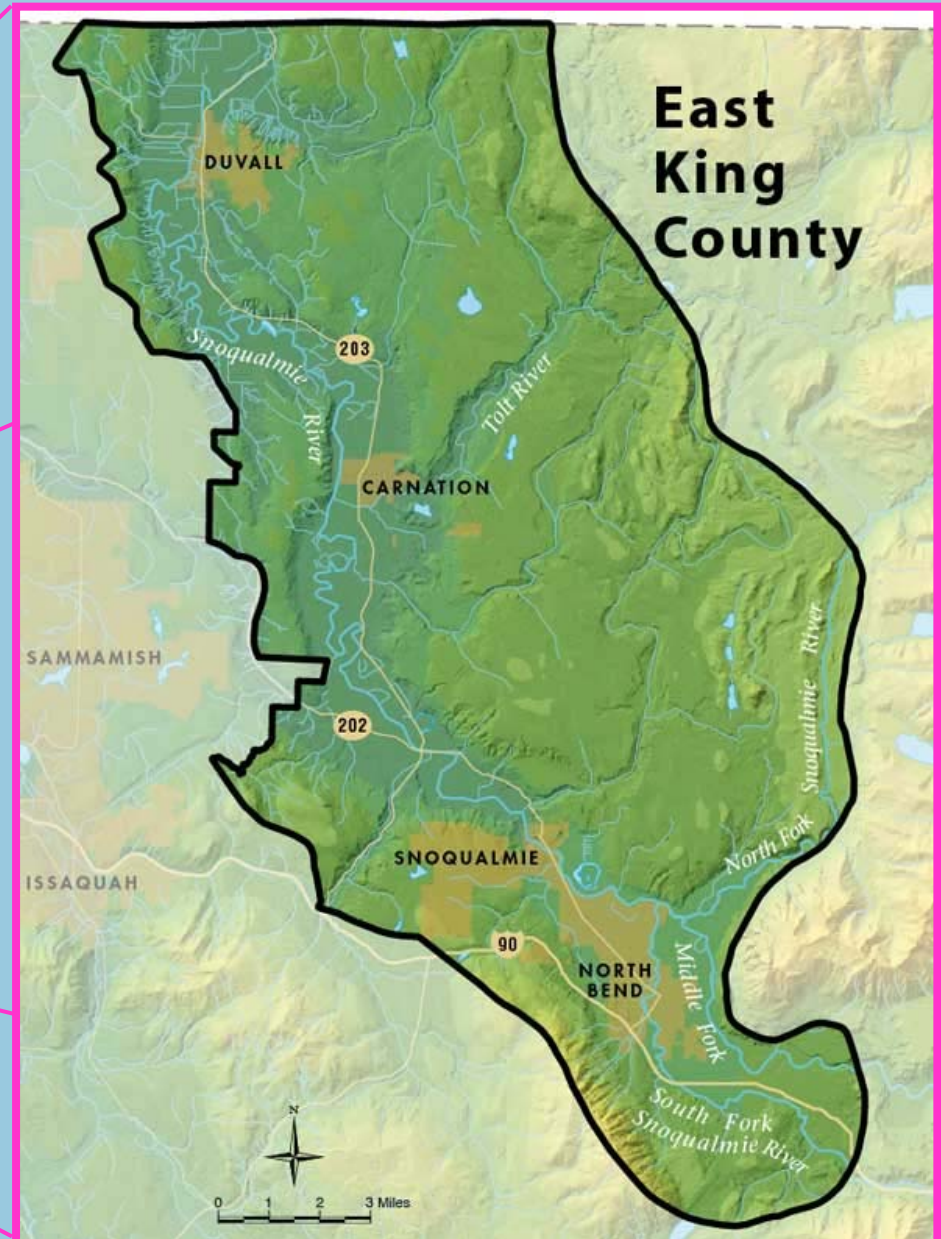 East
King
County
DUVALL
203
Snoqualmie
River
Tolt River
CARNATION
SAMMAMISH
Snoqualmie River
North Fork
202
SNOQUALMIE
ISSAQUAH
90
NORTH
BEND
Middle Fork
South Fork
Snoqualmie River
N
0 1 2 3 Miles